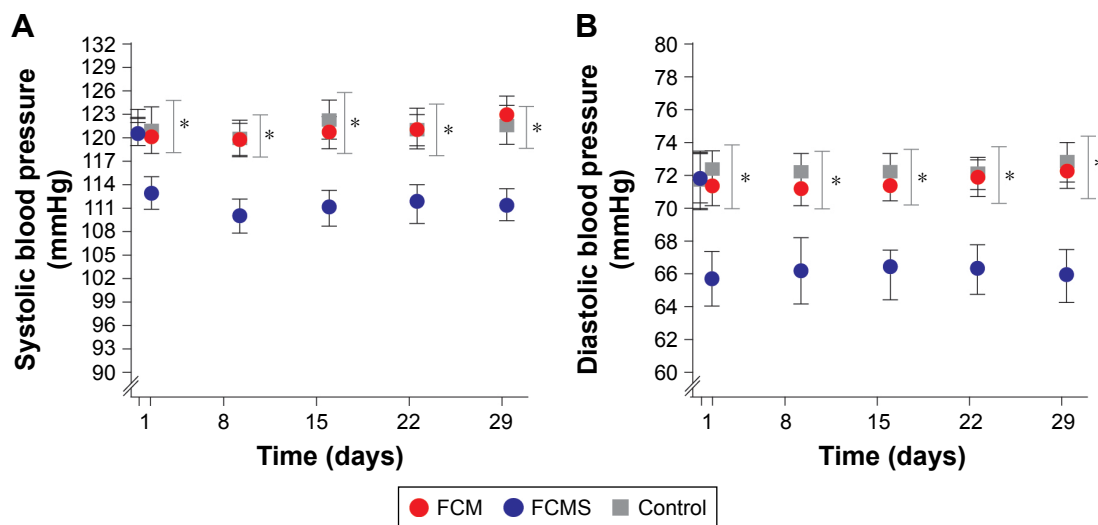 A
Systolic blood pressure
(mmHg)
132
129
126
123
120
117
114
111
108
105
102
99
96
93
90
* * * * *
1 8 15 22 29
Time (days)
B
Diastolic blood pressure
(mmHg)
80
78
76
74
72
70
68
66
64
62
60
* * * * *
1 8 15 22 29
Time (days)
FCM FCMS Control